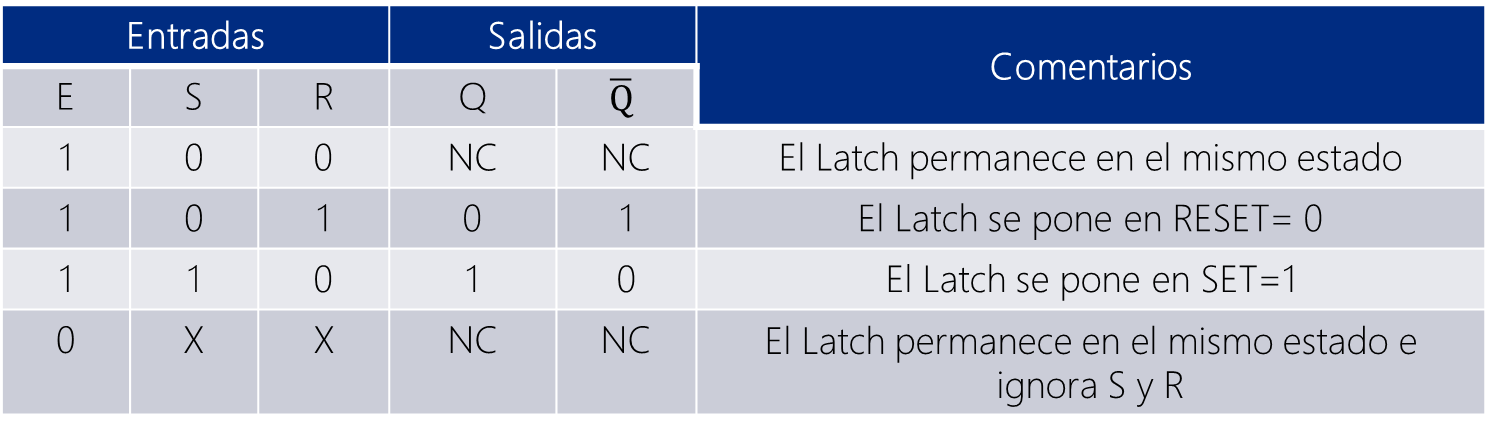 Entradas Salidas Comentarios
E S R Q Q̅
1 0 0 NC NC El Latch permanece en el mismo estado
1 0 1 0 1 El Latch se pone en RESET= 0
1 1 0 1 0 El Latch se pone en SET=1
0 X X NC NC El Latch permanece en el mismo estado e
ignora S y R